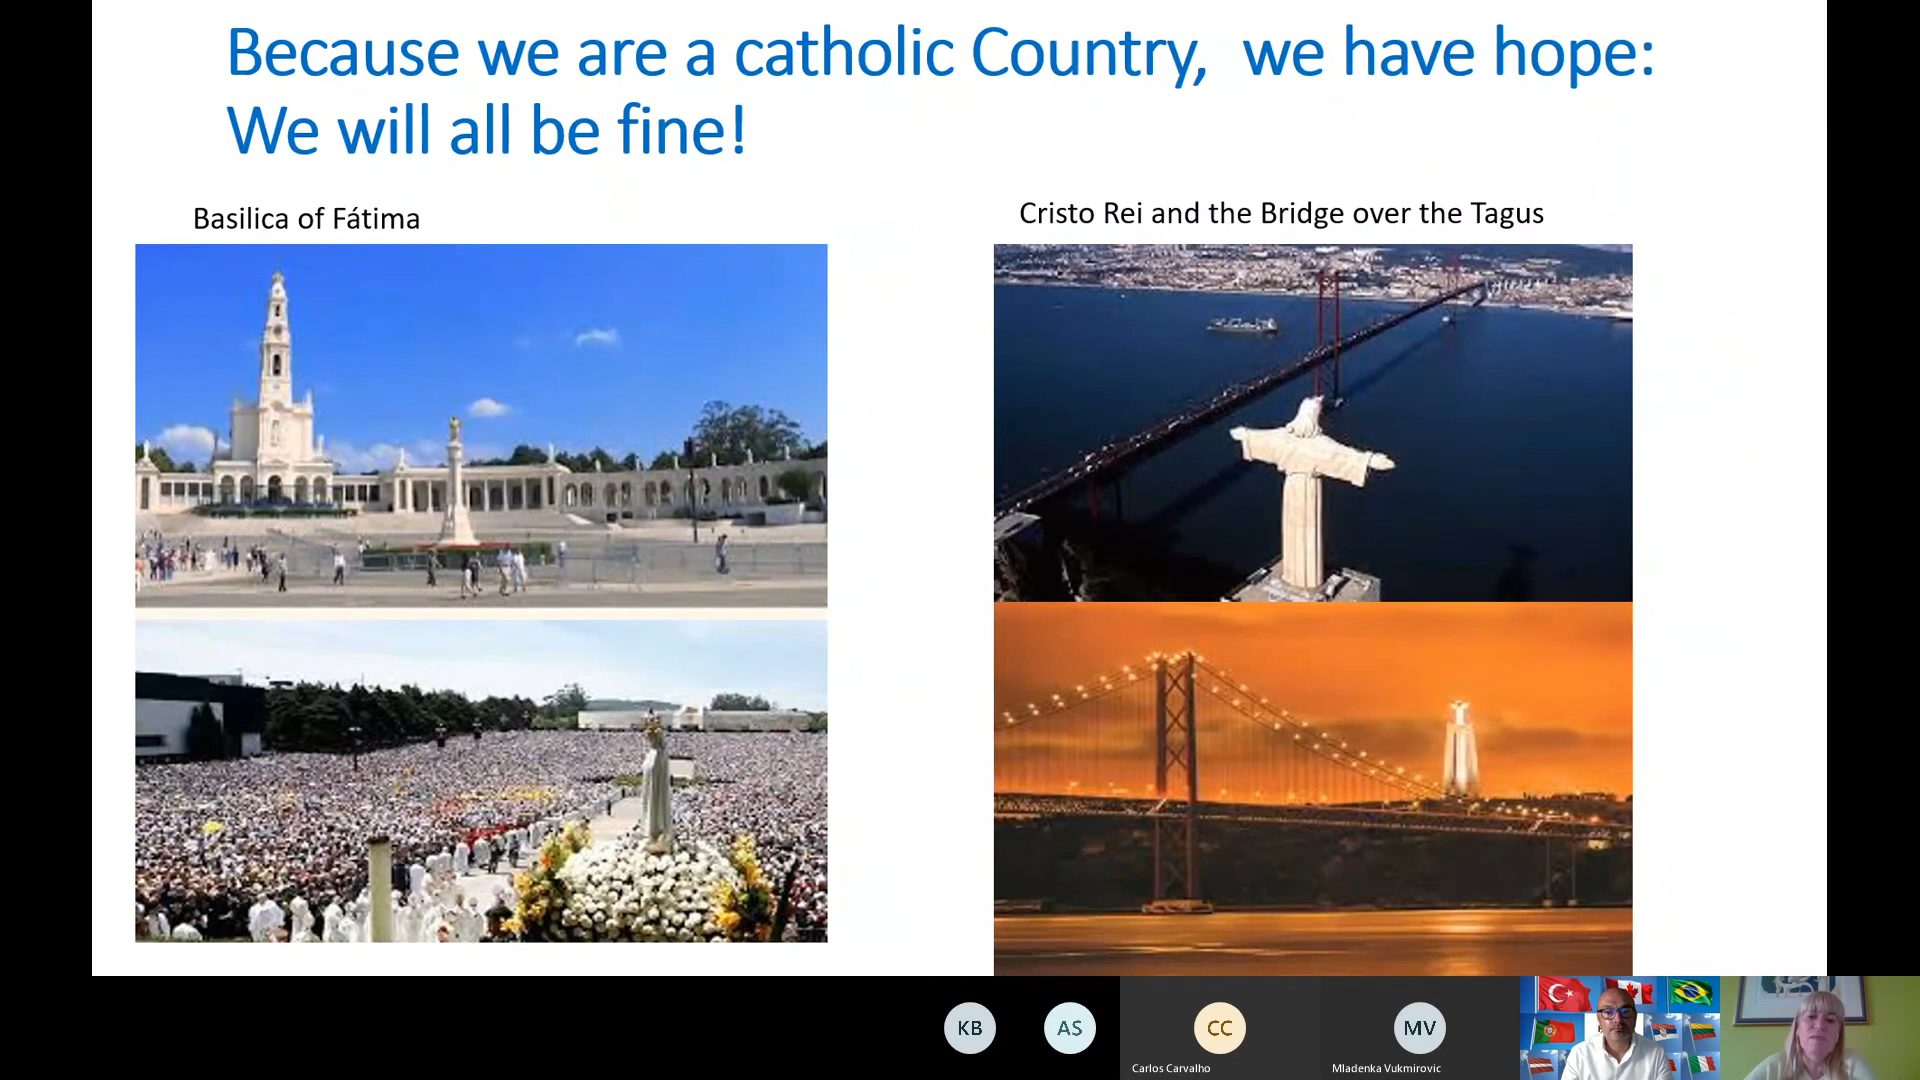 Because we are a catholic Country,  we have hope:
We will all be fine!
Basilica of Fátima
Cristo Rei and the Bridge over the Tagus
KB
AS
CC
MV
Carlos Carvalho
Mladenka Vukmirovic